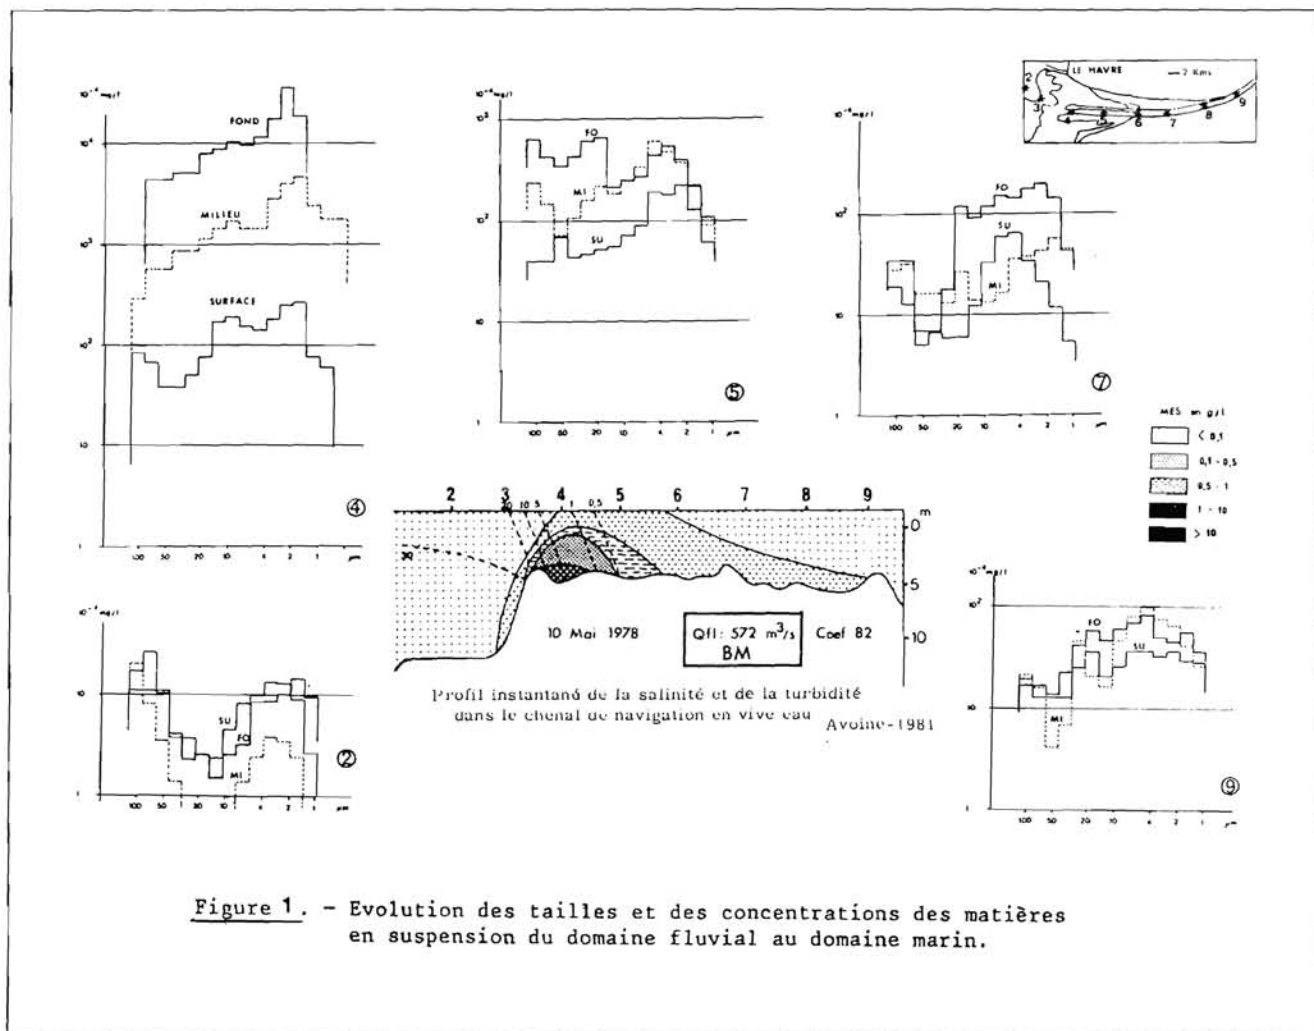 10⁻⁴ mg/l
FOND
10⁴
MILIEU
10³
SURFACE
10²
10
④
1
100 50 20 10 4 2 1 µm
10⁻⁴ mg/l
10³
FO
MI
10²
SU
10
⑤
1
100 50 20 10 4 2 1 µm
LE HAVRE 2 Kms
2 3 4 5 6 7 8 9
10⁻⁴ mg/l
FO
10²
SU
MI
10
⑦
1
100 50 20 10 4 2 1
MES en g/l
< 0,1
0,1 - 0,5
0,5 - 1
1 - 10
> 10
2 3 4 5 6 7 8 9 m
10 5 1 0,5
30
0
5
10
10 Mai 1978
Qfl: 572 m³/s
BM
Coef 82
Profil instantané de la salinité et de la turbidité
dans le chenal de navigation en vive eau
Avoine-1981
10⁻⁴ mg/l
10
SU
FO
MI
②
1
100 50 20 10 4 2 1 µm
10⁻⁴ mg/l
10²
FO
SU
10
MI
⑨
1
100 50 20 10 4 2 1 µm
Figure 1. - Evolution des tailles et des concentrations des matières
en suspension du domaine fluvial au domaine marin.